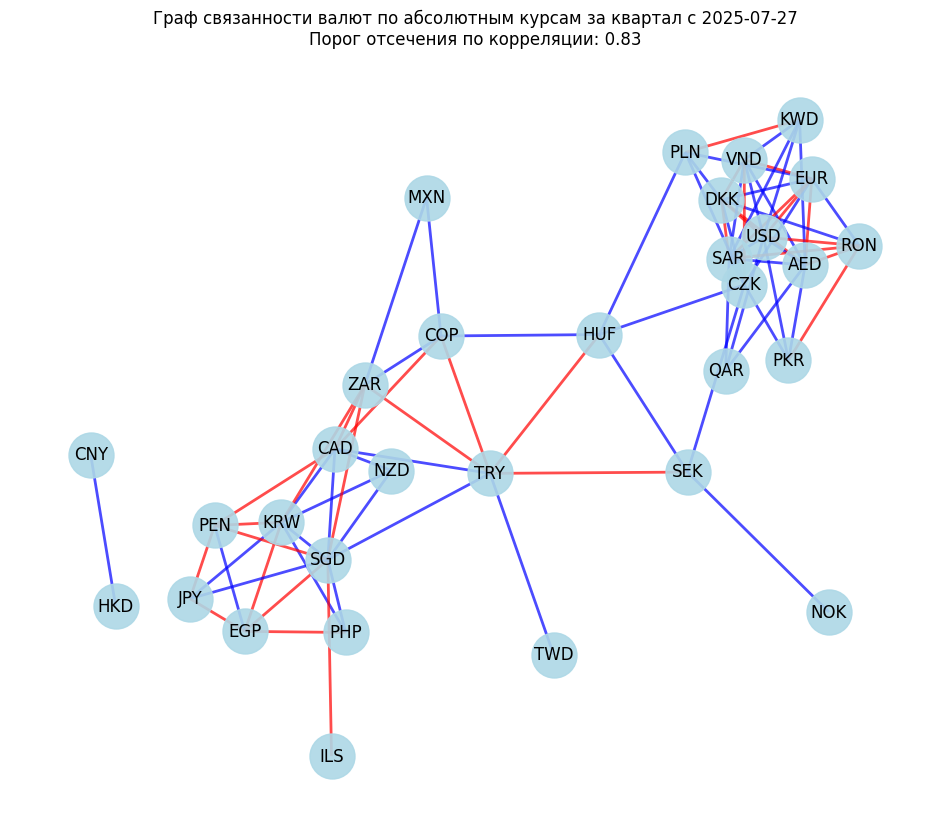 Граф связанности валют по абсолютным курсам за квартал с 2025-07-27
Порог отсечения по корреляции: 0.83
KWD
PLN
VND
EUR
MXN
DKK
USD
RON
SAR
AED
CZK
COP
HUF
QAR
PKR
ZAR
CNY
CAD
NZD
TRY
SEK
PEN
KRW
SGD
JPY
HKD
EGP
PHP
NOK
TWD
ILS